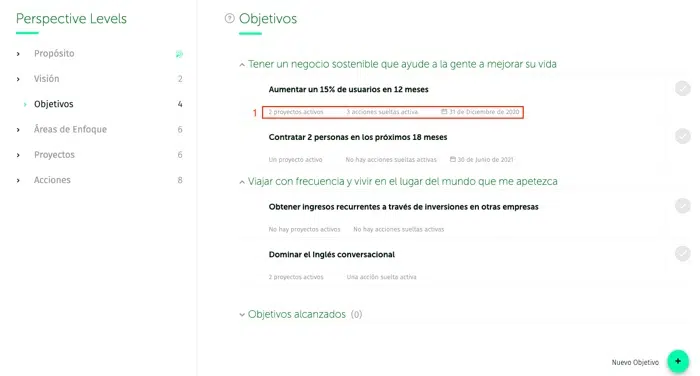 Perspective Levels
Propósito
Visión 2
Objetivos 4
Áreas de Enfoque 6
Proyectos 6
Acciones 8
? Objetivos
Tener un negocio sostenible que ayude a la gente a mejorar su vida
Aumentar un 15% de usuarios en 12 meses
1 2 proyectos activos 3 acciones sueltas activa 31 de Diciembre de 2020
Contratar 2 personas en los próximos 18 meses
Un proyecto activo No hay acciones sueltas activas 30 de Junio de 2021
Viajar con frecuencia y vivir en el lugar del mundo que me apetezca
Obtener ingresos recurrentes a través de inversiones en otras empresas
No hay proyectos activos No hay acciones sueltas activas
Dominar el Inglés conversacional
2 proyectos activos Una acción suelta activa
Objetivos alcanzados (0)
Nuevo Objetivo +